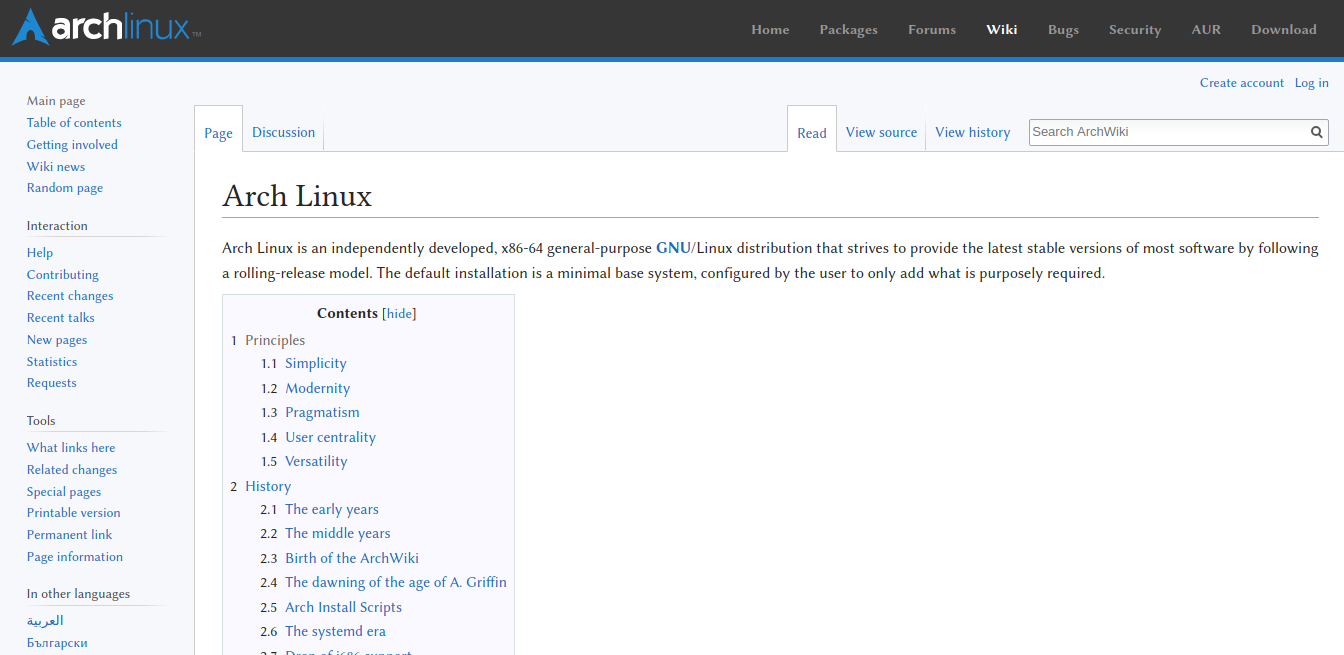 archlinux™
Home Packages Forums Wiki Bugs Security AUR Download
Create account Log in
Main page
Table of contents
Getting involved
Wiki news
Random page
Interaction
Help
Contributing
Recent changes
Recent talks
New pages
Statistics
Requests
Tools
What links here
Related changes
Special pages
Printable version
Permanent link
Page information
In other languages
العربية
Български
Page Discussion
Read View source View history Search ArchWiki
Arch Linux
Arch Linux is an independently developed, x86-64 general-purpose GNU/Linux distribution that strives to provide the latest stable versions of most software by following
a rolling-release model. The default installation is a minimal base system, configured by the user to only add what is purposely required.
Contents [hide]
1 Principles
1.1 Simplicity
1.2 Modernity
1.3 Pragmatism
1.4 User centrality
1.5 Versatility
2 History
2.1 The early years
2.2 The middle years
2.3 Birth of the ArchWiki
2.4 The dawning of the age of A. Griffin
2.5 Arch Install Scripts
2.6 The systemd era
2.7 Drop of i686 support